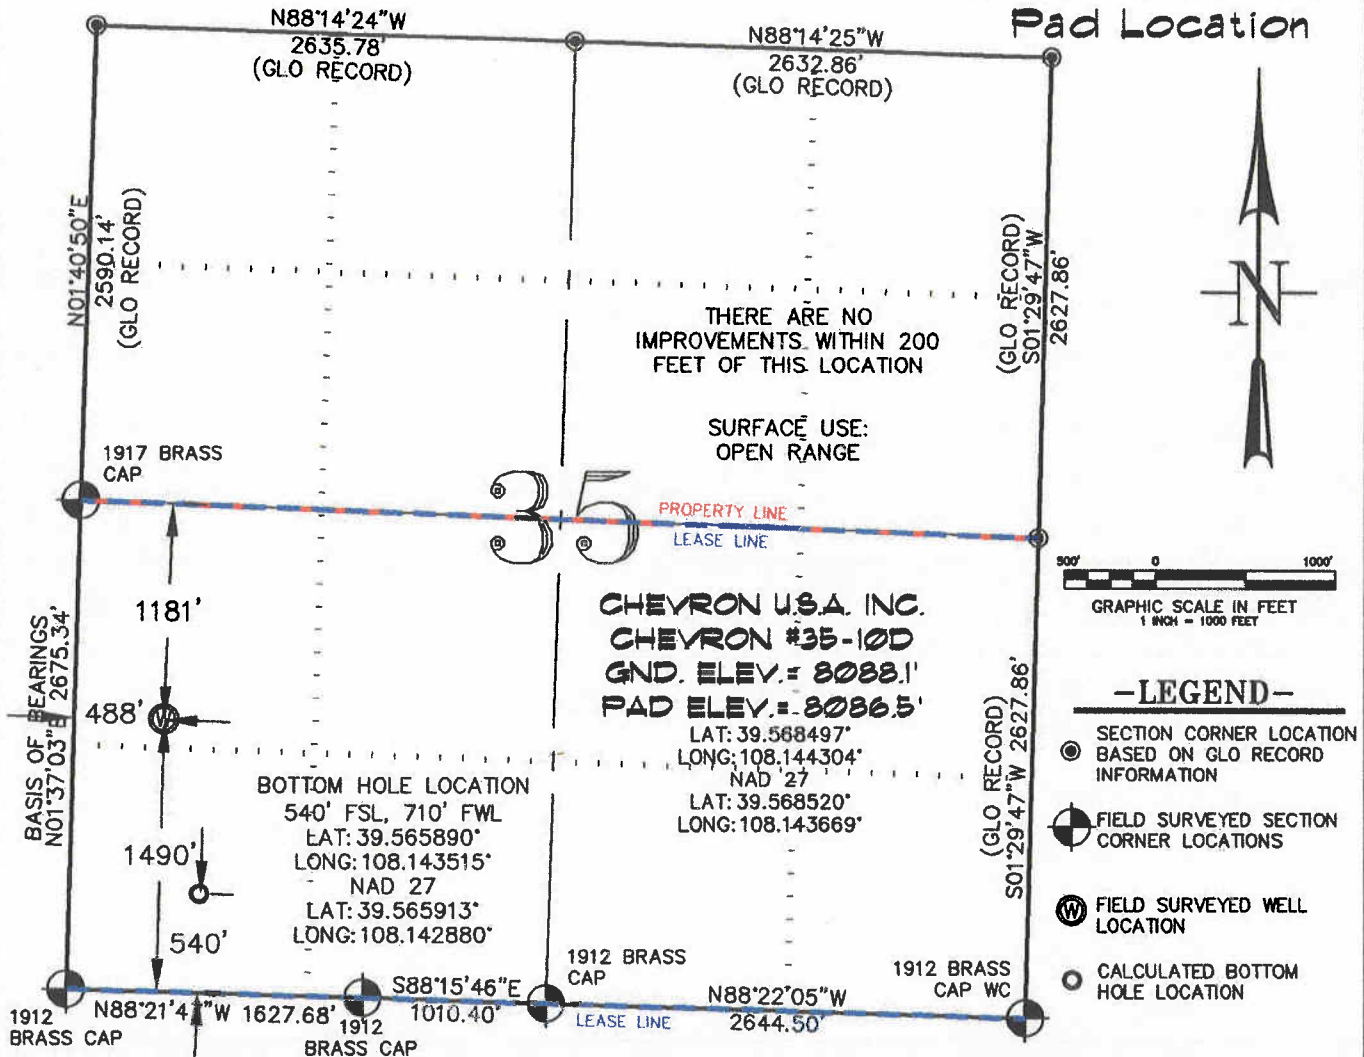 Pad Location
N88°14'24"W
2635.78'
(GLO RECORD)
N88°14'25"W
2632.86'
(GLO RECORD)
N01°40'50"E
2590.14'
(GLO RECORD)
(GLO RECORD)
S01°29'47"W
2627.86'
N
THERE ARE NO
IMPROVEMENTS WITHIN 200
FEET OF THIS LOCATION
SURFACE USE:
OPEN RANGE
1917 BRASS
CAP
35
PROPERTY LINE
LEASE LINE
500' 0 1000'
GRAPHIC SCALE IN FEET
1 INCH = 1000 FEET
1181'
CHEVRON U.S.A. INC.
CHEVRON #35-10D
GND. ELEV.= 8088.1'
PAD ELEV.= 8086.5'
LAT: 39.568497°
LONG: 108.144304°
NAD 27
LAT: 39.568520°
LONG: 108.143669°
BASIS OF BEARINGS
N01°37'03"E 2675.34'
488'
W
BOTTOM HOLE LOCATION
540' FSL, 710' FWL
LAT: 39.565890°
LONG: 108.143515°
NAD 27
LAT: 39.565913°
LONG: 108.142880°
1490'
540'
(GLO RECORD)
S01°29'47"W 2627.86'
-LEGEND-
SECTION CORNER LOCATION
BASED ON GLO RECORD
INFORMATION
FIELD SURVEYED SECTION
CORNER LOCATIONS
W FIELD SURVEYED WELL
LOCATION
CALCULATED BOTTOM
HOLE LOCATION
1912 BRASS
CAP
1912 BRASS
CAP WC
1627.68'
S88°15'46"E
1010.40'
N88°22'05"W
2644.50'
LEASE LINE
1912
BRASS CAP
1912
BRASS CAP